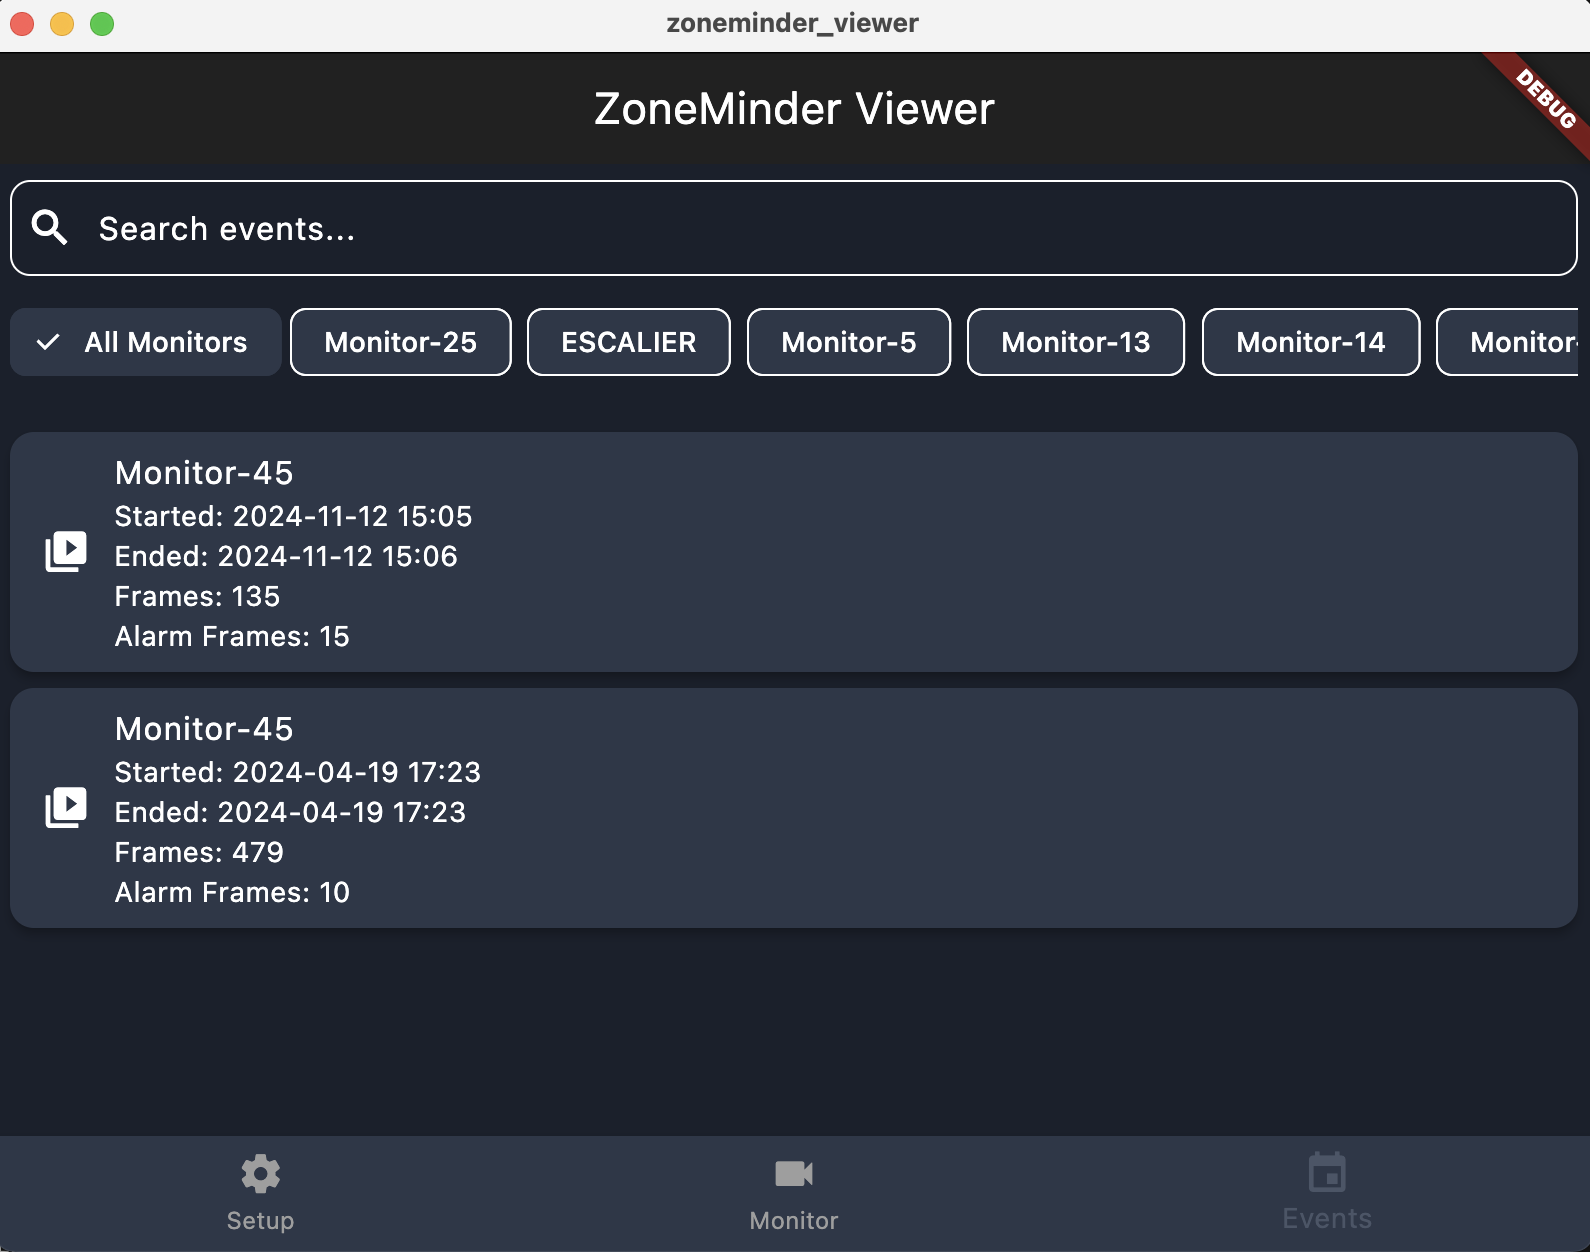 zoneminder_viewer
ZoneMinder Viewer
DEBUG
Search events...
All Monitors Monitor-25 ESCALIER Monitor-5 Monitor-13 Monitor-14 Monitor-
Monitor-45
Started: 2024-11-12 15:05
Ended: 2024-11-12 15:06
Frames: 135
Alarm Frames: 15
Monitor-45
Started: 2024-04-19 17:23
Ended: 2024-04-19 17:23
Frames: 479
Alarm Frames: 10
Setup Monitor Events